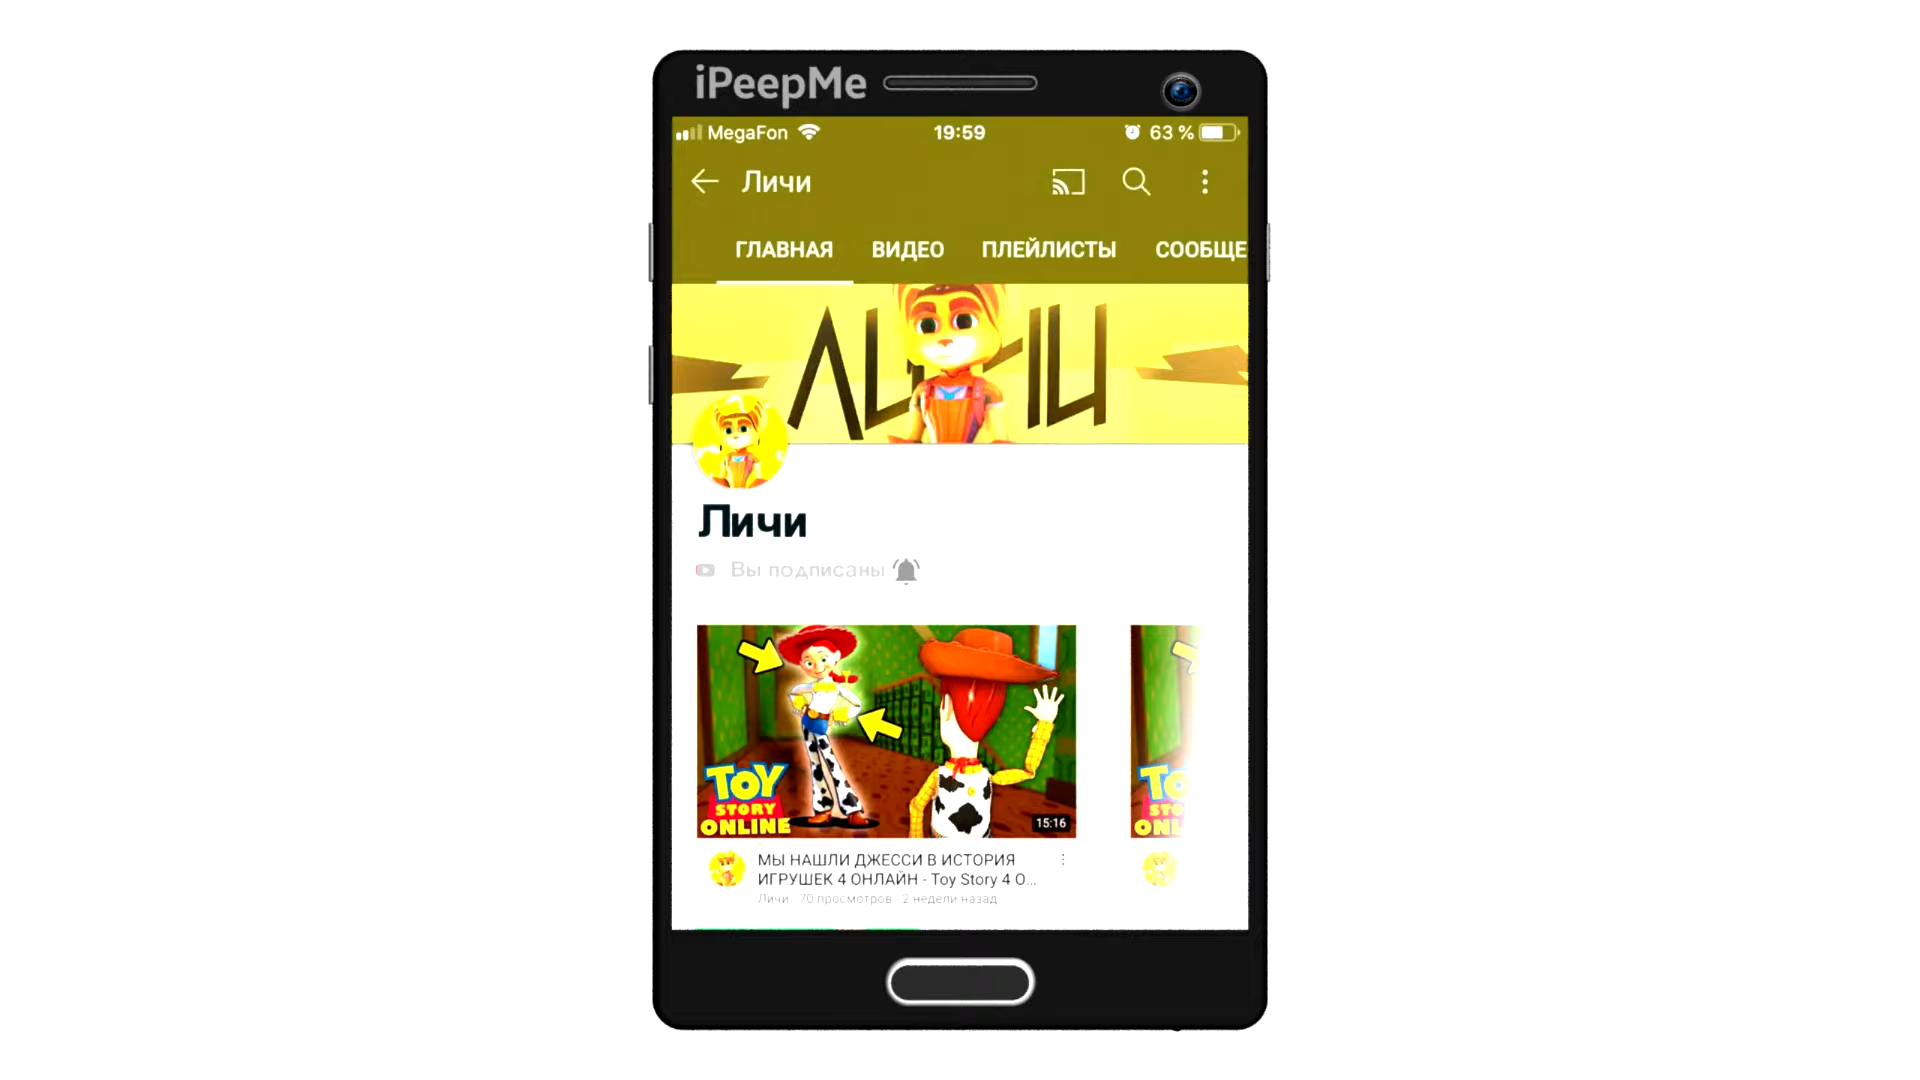 iPeepMe
MegaFon 19:59 63 %
Личи
ГЛАВНАЯ ВИДЕО ПЛЕЙЛИСТЫ СООБЩЕ
Личи
Вы подписаны
TOY
STORY
ONLINE
15:16
МЫ НАШЛИ ДЖЕССИ В ИСТОРИЯ
ИГРУШЕК 4 ОНЛАЙН - Toy Story 4 O...
Личи 70 просмотров 2 недели назад